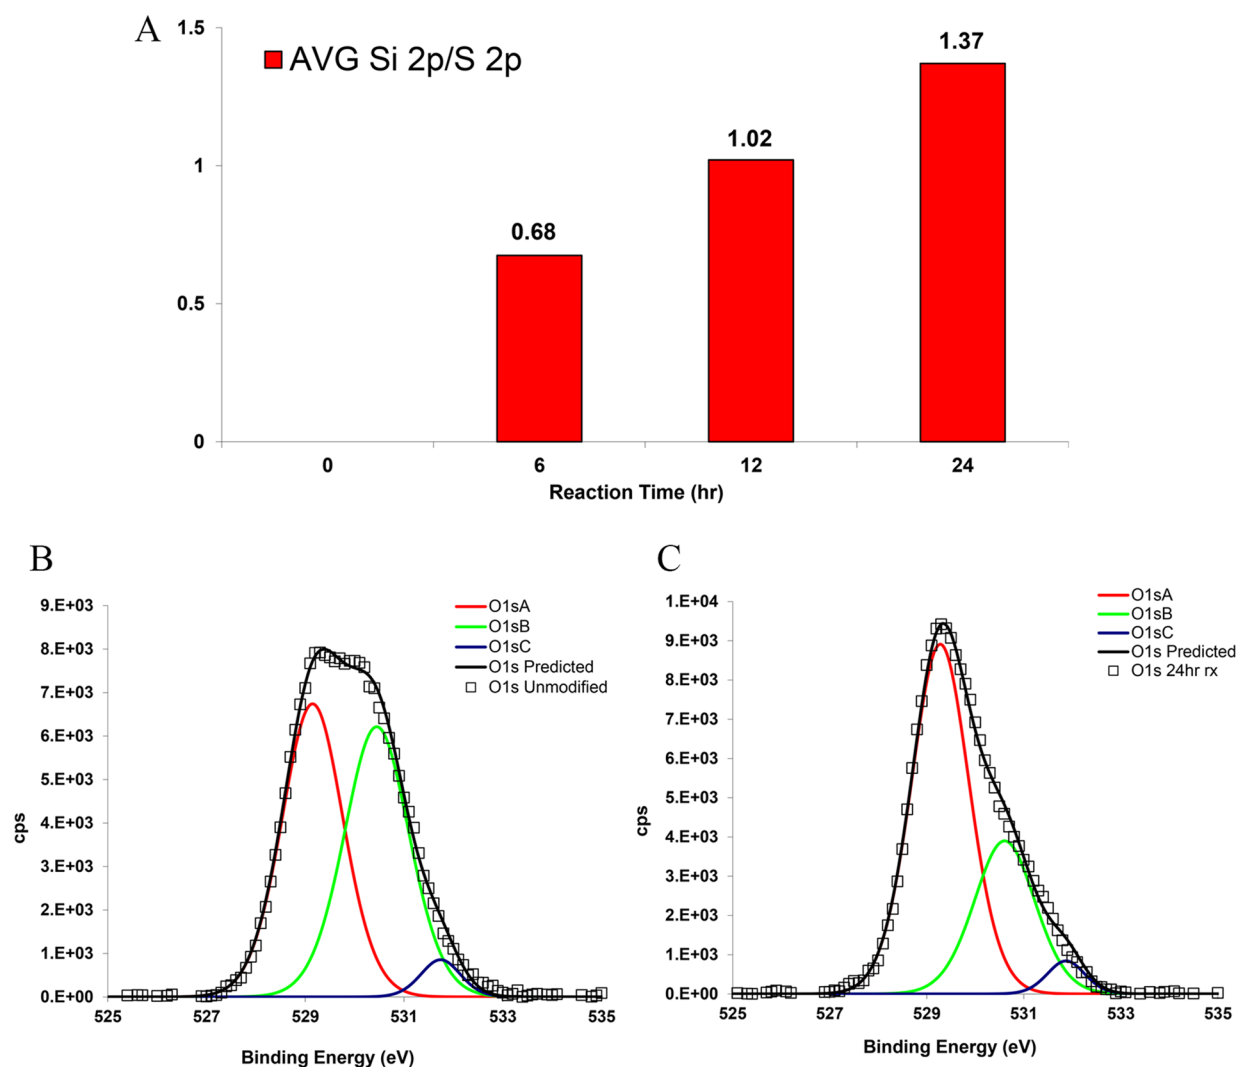 A
AVG Si 2p/S 2p
1.5
1
0.5
0
0.68
1.02
1.37
0
6
12
24
Reaction Time (hr)
B
9.E+03
8.E+03
7.E+03
6.E+03
5.E+03
4.E+03
3.E+03
2.E+03
1.E+03
0.E+00
cps
O1sA
O1sB
O1sC
O1s Predicted
O1s Unmodified
525
527
529
531
533
535
Binding Energy (eV)
C
1.E+04
9.E+03
8.E+03
7.E+03
6.E+03
5.E+03
4.E+03
3.E+03
2.E+03
1.E+03
0.E+00
cps
O1sA
O1sB
O1sC
O1s Predicted
O1s 24hr rx
525
527
529
531
533
535
Binding Energy (eV)